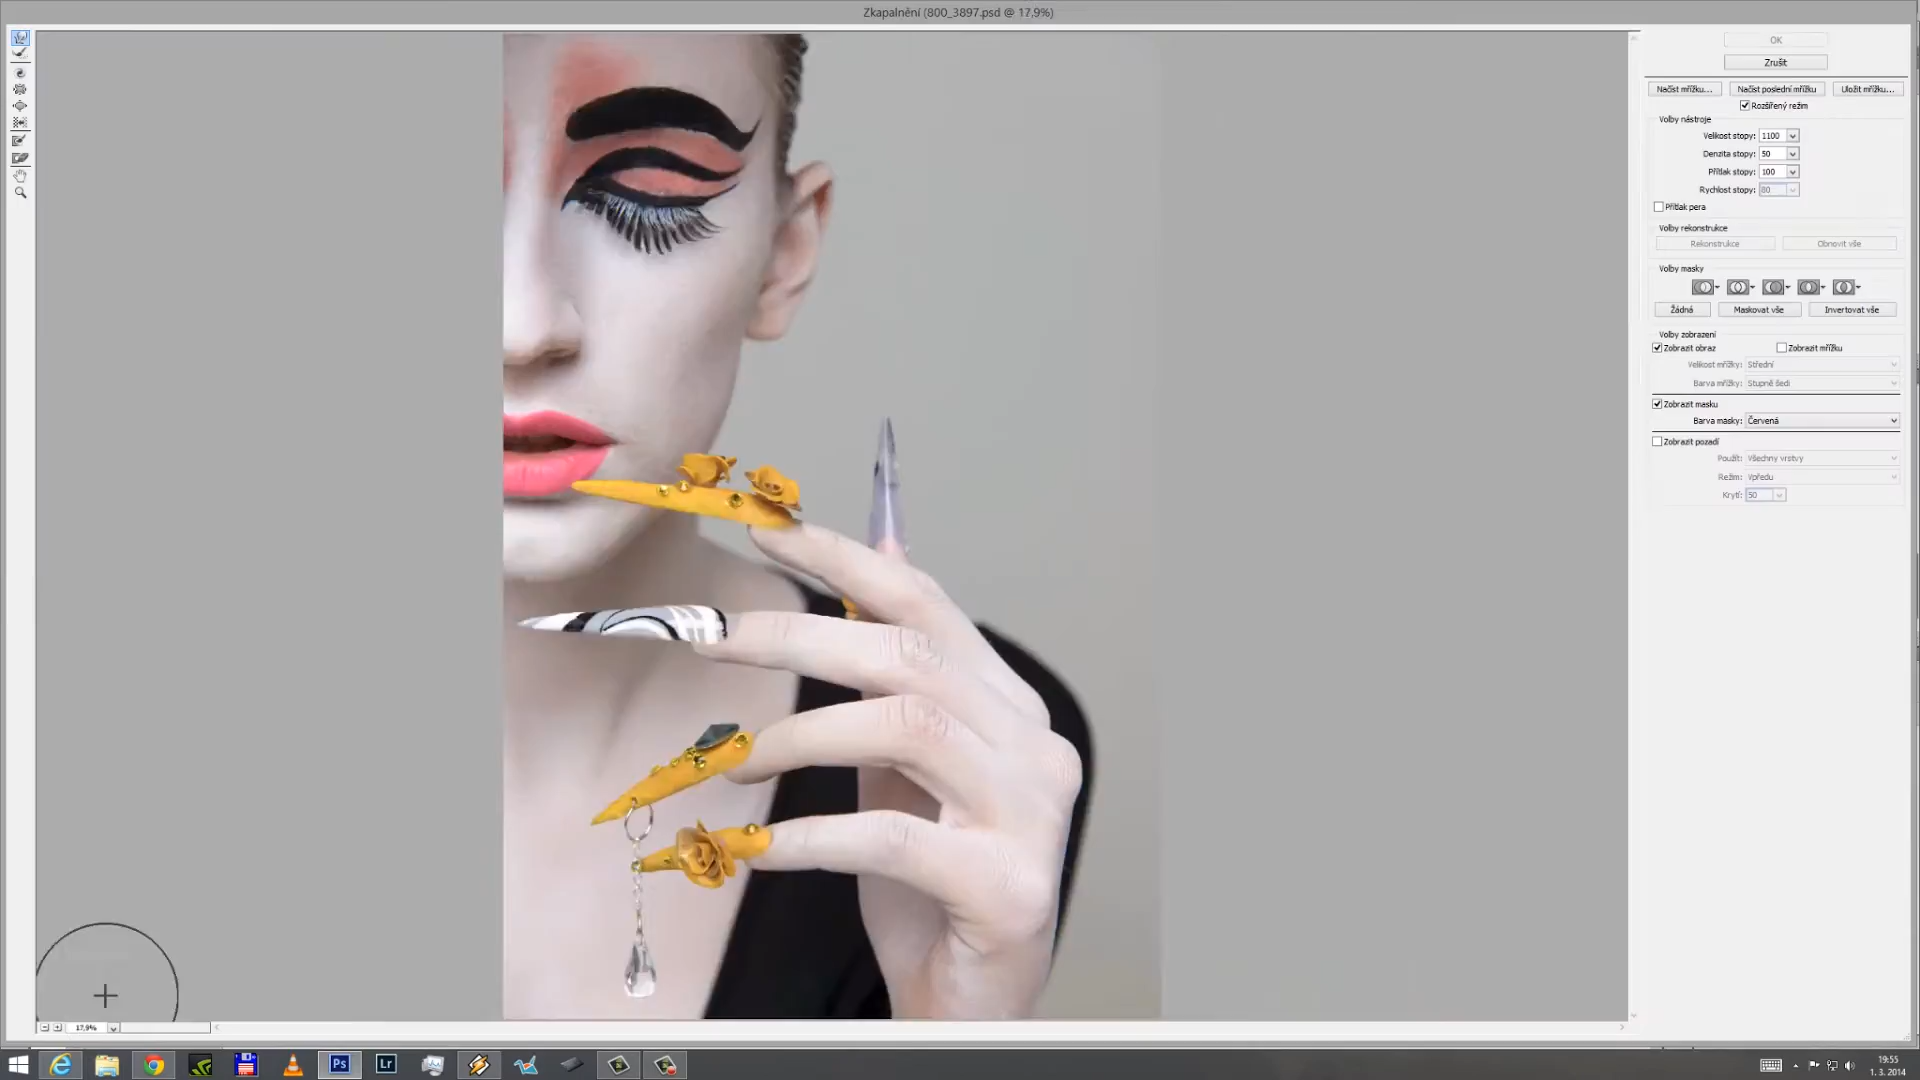 Zkapalnění (800_3897.psd @ 17,9%)
OK
Zrušit
Načíst mřížku...
Načíst poslední mřížku
Uložit mřížku...
Rozšířený režim
Volby nástroje
Velikost stopy: 1100
Denzita stopy: 50
Přítlak stopy: 100
Rychlost stopy: 80
Přítlak pera
Volby rekonstrukce
Rekonstrukce
Obnovit vše
Volby masky
Žádná
Maskovat vše
Invertovat vše
Volby zobrazení
Zobrazit obraz
Zobrazit mřížku
Velikost mřížky: Střední
Barva mřížky: Stupně šedi
Zobrazit masku
Barva masky: Červená
Zobrazit pozadí
Použít: Všechny vrstvy
Režim: Vpředu
Krytí: 50
17,9%
Ps
Lr
19:55
1. 3. 2014